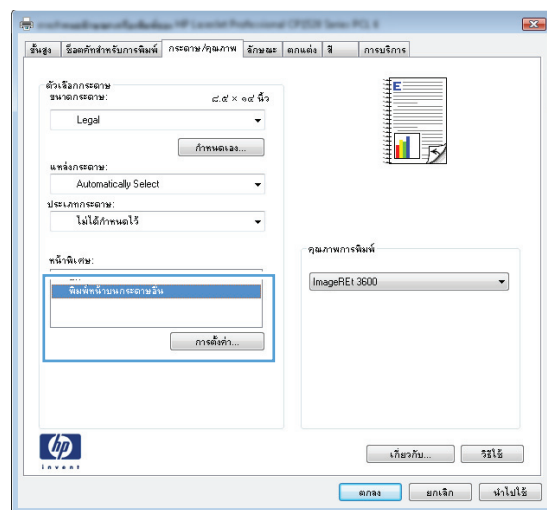 ขั้นสูง ช็อตคัทสำหรับการพิมพ์ กระดาษ/คุณภาพ ลักษณะ ตกแต่ง สี การบริการ
ตัวเลือกกระดาษ
ขนาดกระดาษ: ๘.๕ × ๑๔ นิ้ว
Legal
กำหนดเอง...
แหล่งกระดาษ:
Automatically Select
ประเภทกระดาษ:
ไม่ได้กำหนดไว้
หน้าพิเศษ:
พิมพ์หน้าบนกระดาษอื่น
การตั้งค่า...
คุณภาพการพิมพ์
ImageREt 3600
E
hp
invent
เกี่ยวกับ... วิธีใช้
ตกลง ยกเลิก นำไปใช้